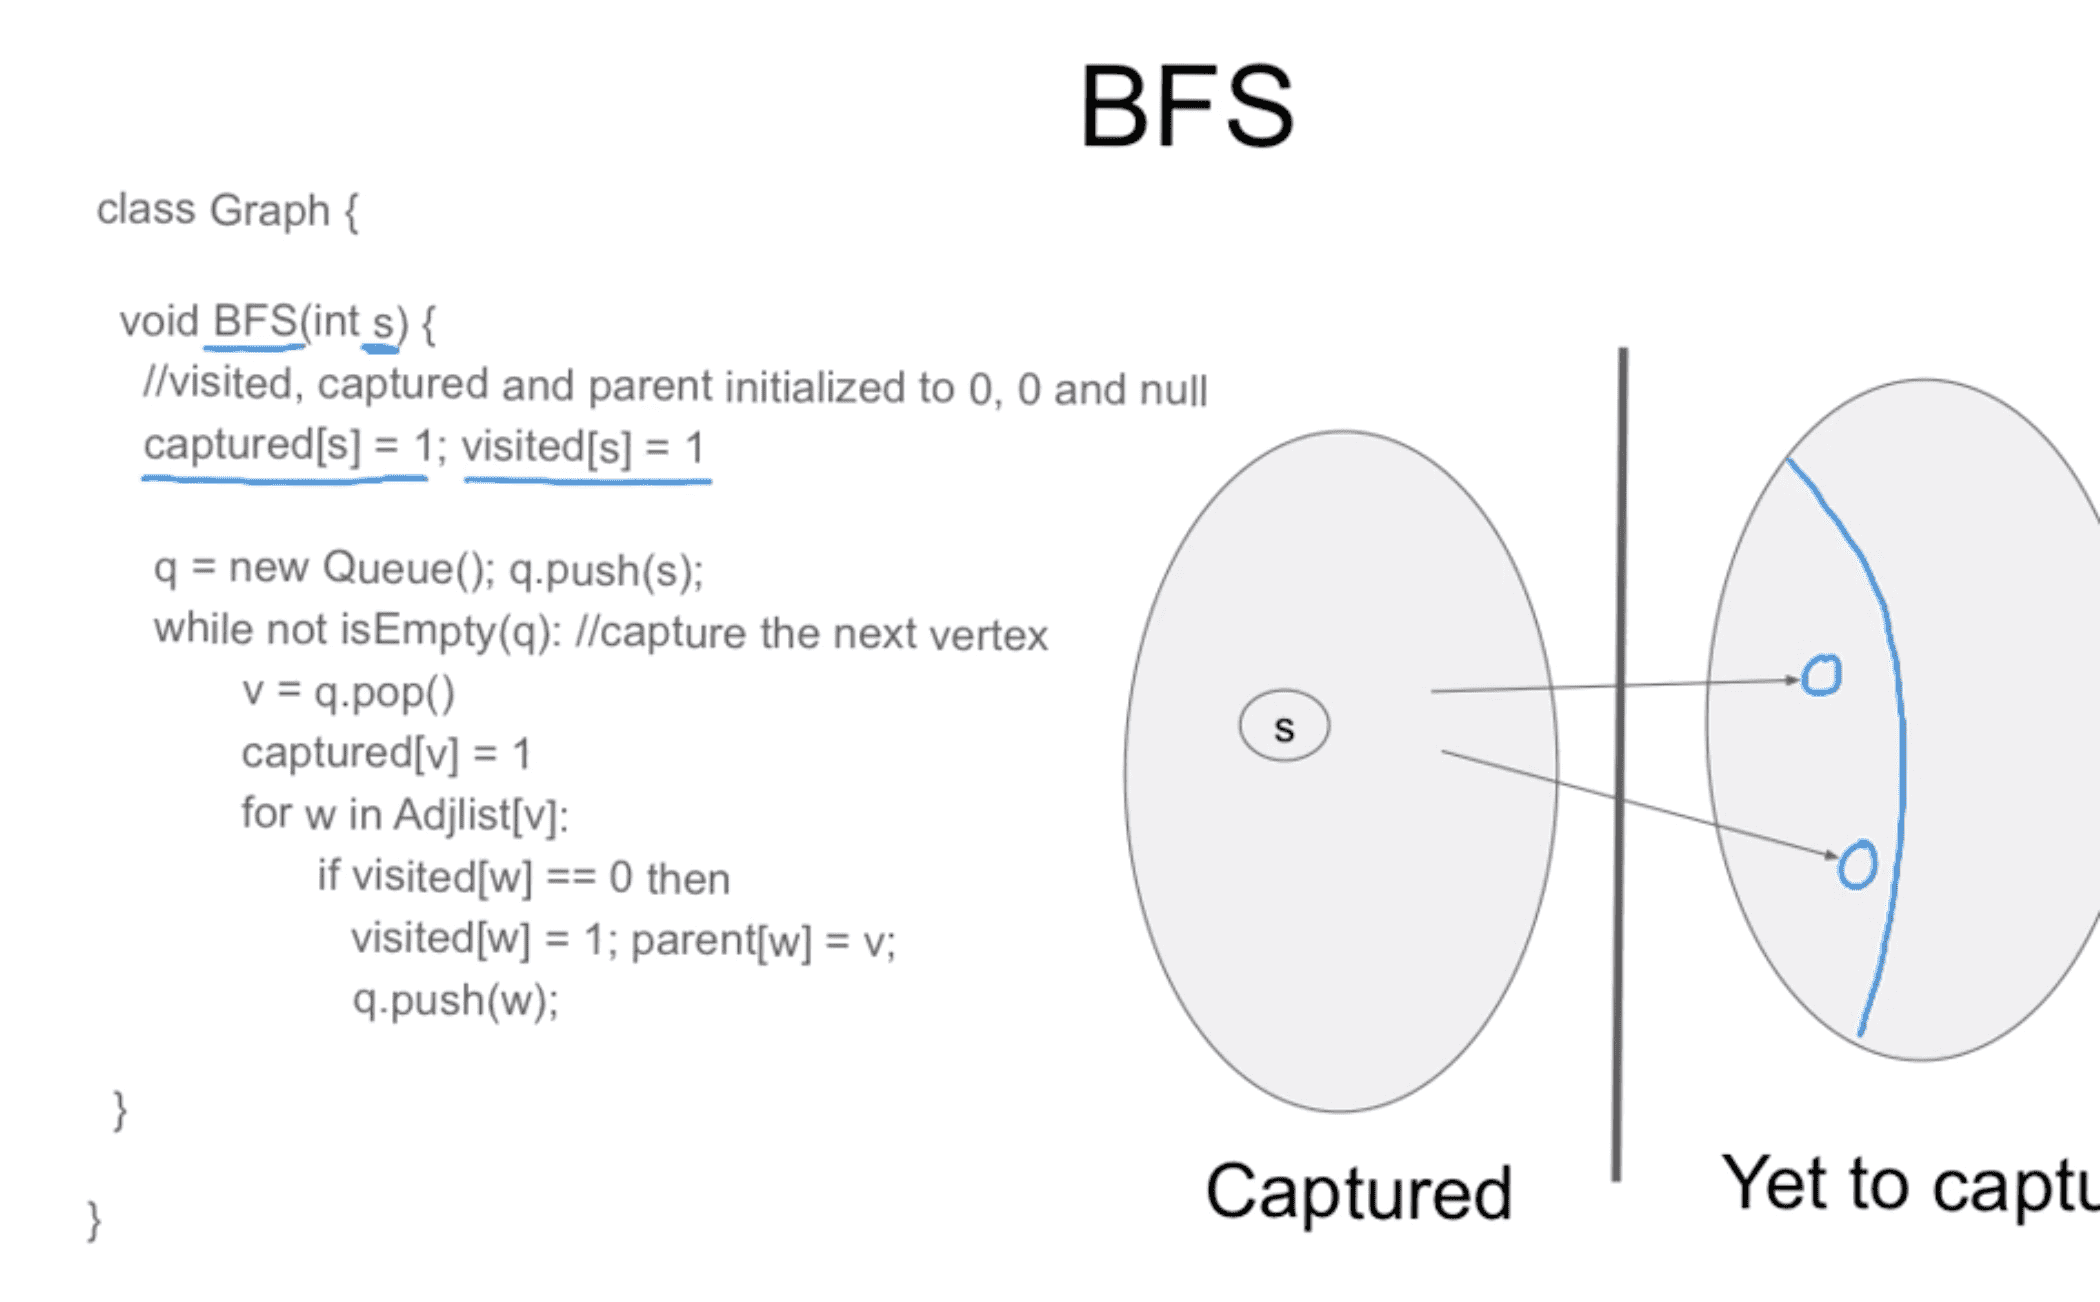 BFS
class Graph {
void BFS(int s) {
//visited, captured and parent initialized to 0, 0 and null
captured[s] = 1; visited[s] = 1
q = new Queue(); q.push(s);
while not isEmpty(q): //capture the next vertex
v = q.pop()
captured[v] = 1
for w in Adjlist[v]:
if visited[w] == 0 then
visited[w] = 1; parent[w] = v;
q.push(w);
}
}
s
Captured
Yet to captu